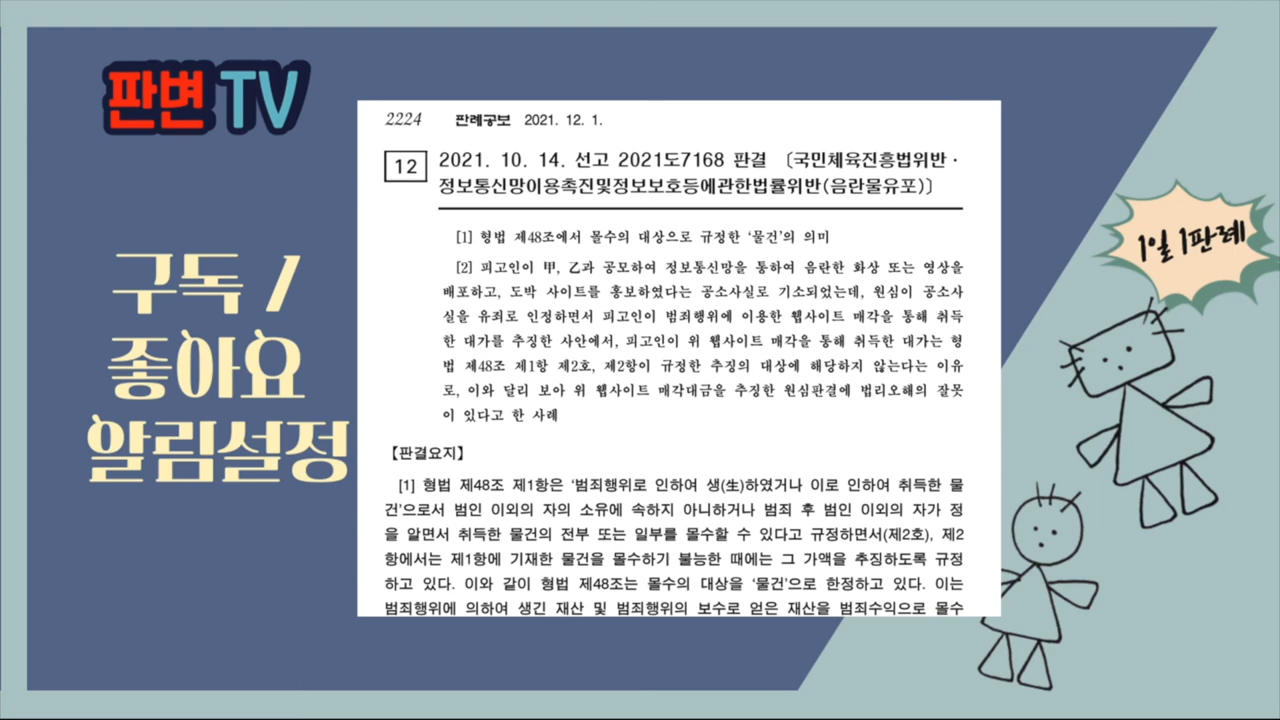 판변 TV
구독 /
좋아요
알림설정
2224 판례공보 2021. 12. 1.
12 2021. 10. 14. 선고 2021도7168 판결 〔국민체육진흥법위반·
정보통신망이용촉진및정보보호등에관한법률위반(음란물유포)〕
[1] 형법 제48조에서 몰수의 대상으로 규정한 ‘물건’의 의미
[2] 피고인이 甲, 乙과 공모하여 정보통신망을 통하여 음란한 화상 또는 영상을
배포하고, 도박 사이트를 홍보하였다는 공소사실로 기소되었는데, 원심이 공소사
실을 유죄로 인정하면서 피고인이 범죄행위에 이용한 웹사이트 매각을 통해 취득
한 대가를 추징한 사안에서, 피고인이 위 웹사이트 매각을 통해 취득한 대가는 형
법 제48조 제1항 제2호, 제2항이 규정한 추징의 대상에 해당하지 않는다는 이유
로, 이와 달리 보아 위 웹사이트 매각대금을 추징한 원심판결에 법리오해의 잘못
이 있다고 한 사례
【판결요지】
[1] 형법 제48조 제1항은 ‘범죄행위로 인하여 생(生)하였거나 이로 인하여 취득한 물
건’으로서 범인 이외의 자의 소유에 속하지 아니하거나 범죄 후 범인 이외의 자가 정
을 알면서 취득한 물건의 전부 또는 일부를 몰수할 수 있다고 규정하면서(제2호), 제2
항에서는 제1항에 기재한 물건을 몰수하기 불능한 때에는 그 가액을 추징하도록 규정
하고 있다. 이와 같이 형법 제48조는 몰수의 대상을 ‘물건’으로 한정하고 있다. 이는
범죄행위에 의하여 생긴 재산 및 범죄행위의 보수로 얻은 재산을 범죄수익으로 몰수
1일 1판례